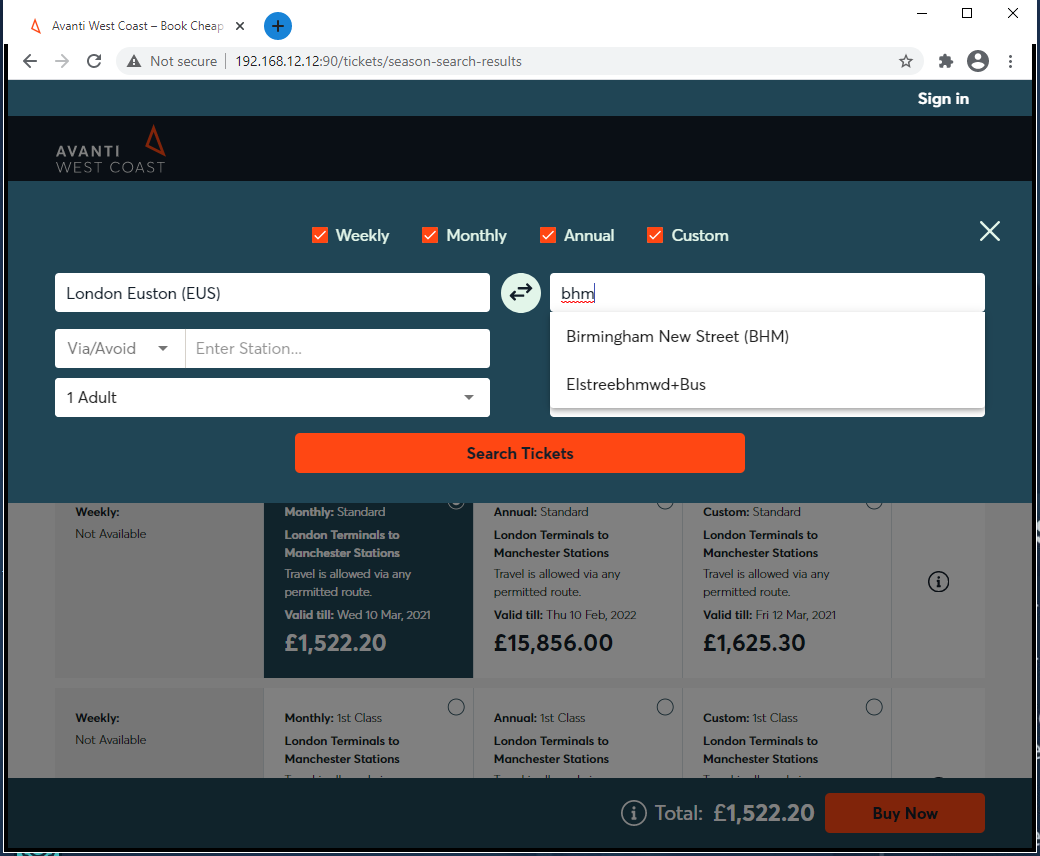 Avanti West Coast – Book Cheap
Not secure
192.168.12.12:90/tickets/season-search-results
Sign in
AVANTI
WEST COAST
Weekly
Monthly
Annual
Custom
London Euston (EUS)
bhm
Birmingham New Street (BHM)
Elstreebhmwd+Bus
Via/Avoid
Enter Station...
1 Adult
Search Tickets
Weekly:
Not Available
Monthly: Standard
London Terminals to
Manchester Stations
Travel is allowed via any
permitted route.
Valid till: Wed 10 Mar, 2021
£1,522.20
Annual: Standard
London Terminals to
Manchester Stations
Travel is allowed via any
permitted route.
Valid till: Thu 10 Feb, 2022
£15,856.00
Custom: Standard
London Terminals to
Manchester Stations
Travel is allowed via any
permitted route.
Valid till: Fri 12 Mar, 2021
£1,625.30
Weekly:
Not Available
Monthly: 1st Class
London Terminals to
Manchester Stations
Annual: 1st Class
London Terminals to
Manchester Stations
Custom: 1st Class
London Terminals to
Manchester Stations
Total: £1,522.20
Buy Now